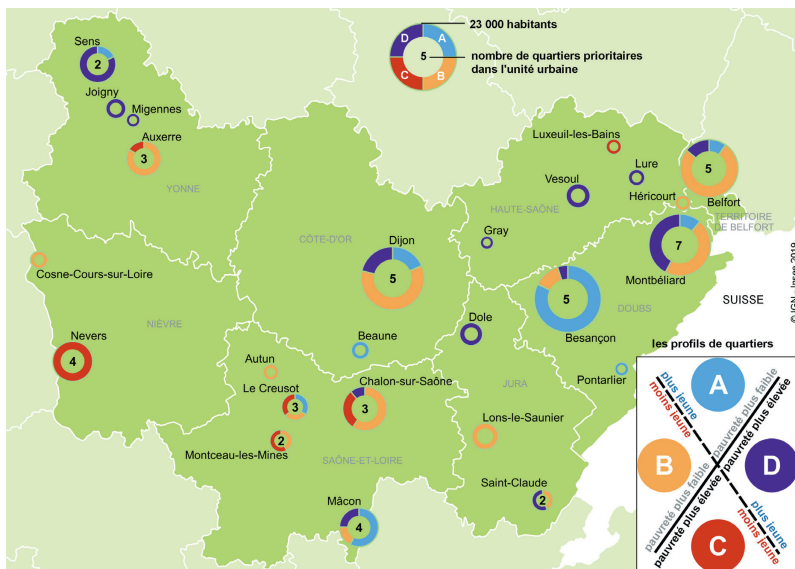 23 000 habitants
D
A
5
C
B
nombre de quartiers prioritaires
dans l'unité urbaine
Sens
2
Joigny
Migennes
Auxerre
3
YONNE
Luxeuil-les-Bains
Lure
Vesoul
Héricourt
5
Belfort
HAUTE-SAÔNE
TERRITOIRE
DE BELFORT
Gray
CÔTE-D'OR
Dijon
5
7
Montbéliard
Cosne-Cours-sur-Loire
5
Besançon
DOUBS
SUISSE
© IGN - Insee 2019
NIÈVRE
Nevers
4
Dole
Beaune
Pontarlier
Autun
Le Creusot
3
Chalon-sur-Saône
3
JURA
Lons-le-Saunier
Montceau-les-Mines
2
SAÔNE-ET-LOIRE
Mâcon
4
Saint-Claude
2
les profils de quartiers
A
plus jeune
moins jeune
pauvreté plus faible
pauvreté plus élevée
B
D
pauvreté plus faible
pauvreté plus élevée
plus jeune
moins jeune
C